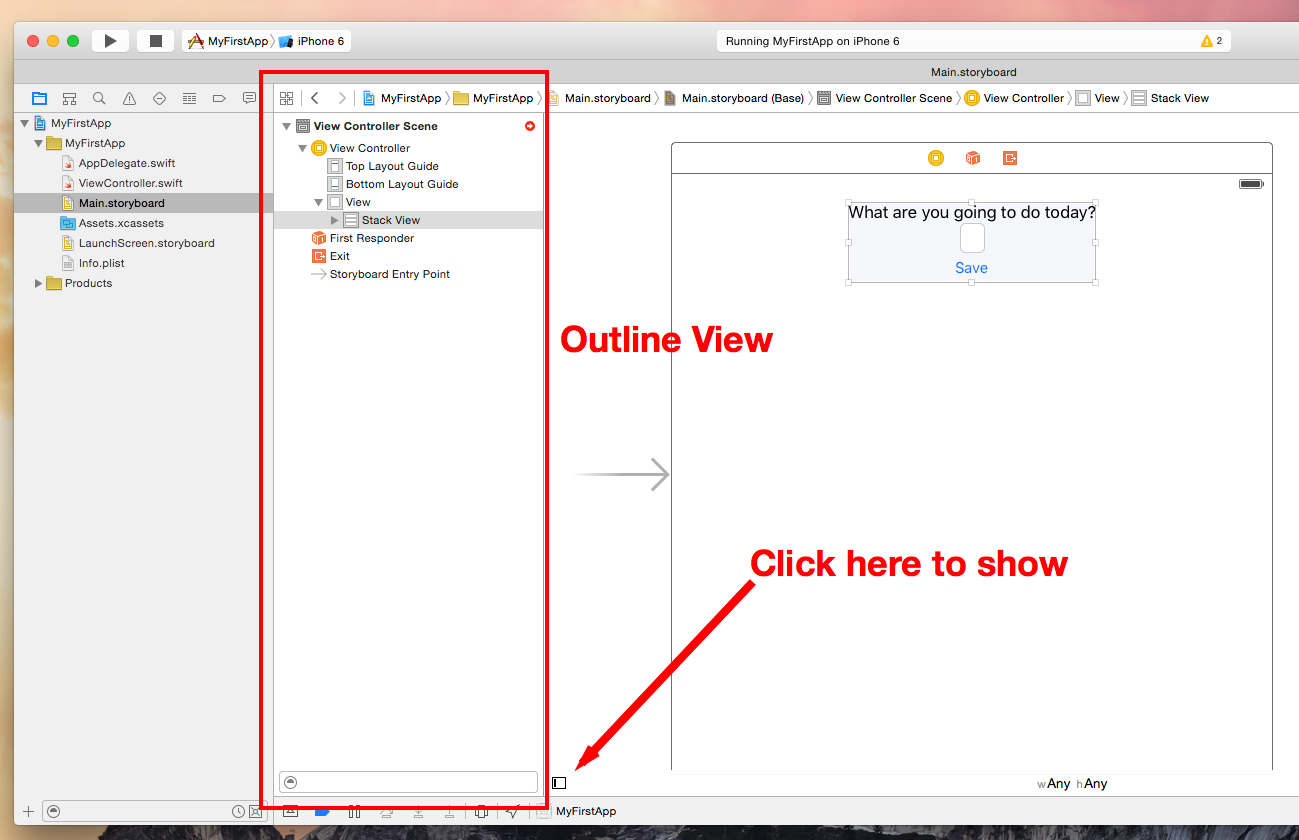 MyFirstApp iPhone 6
Running MyFirstApp on iPhone 6
2
Main.storyboard
MyFirstApp MyFirstApp Main.storyboard Main.storyboard (Base) View Controller Scene View Controller View Stack View
MyFirstApp
MyFirstApp
AppDelegate.swift
ViewController.swift
Main.storyboard
Assets.xcassets
LaunchScreen.storyboard
Info.plist
Products
View Controller Scene
View Controller
Top Layout Guide
Bottom Layout Guide
View
Stack View
First Responder
Exit
Storyboard Entry Point
What are you going to do today?
Save
Outline View
Click here to show
wAny hAny
MyFirstApp